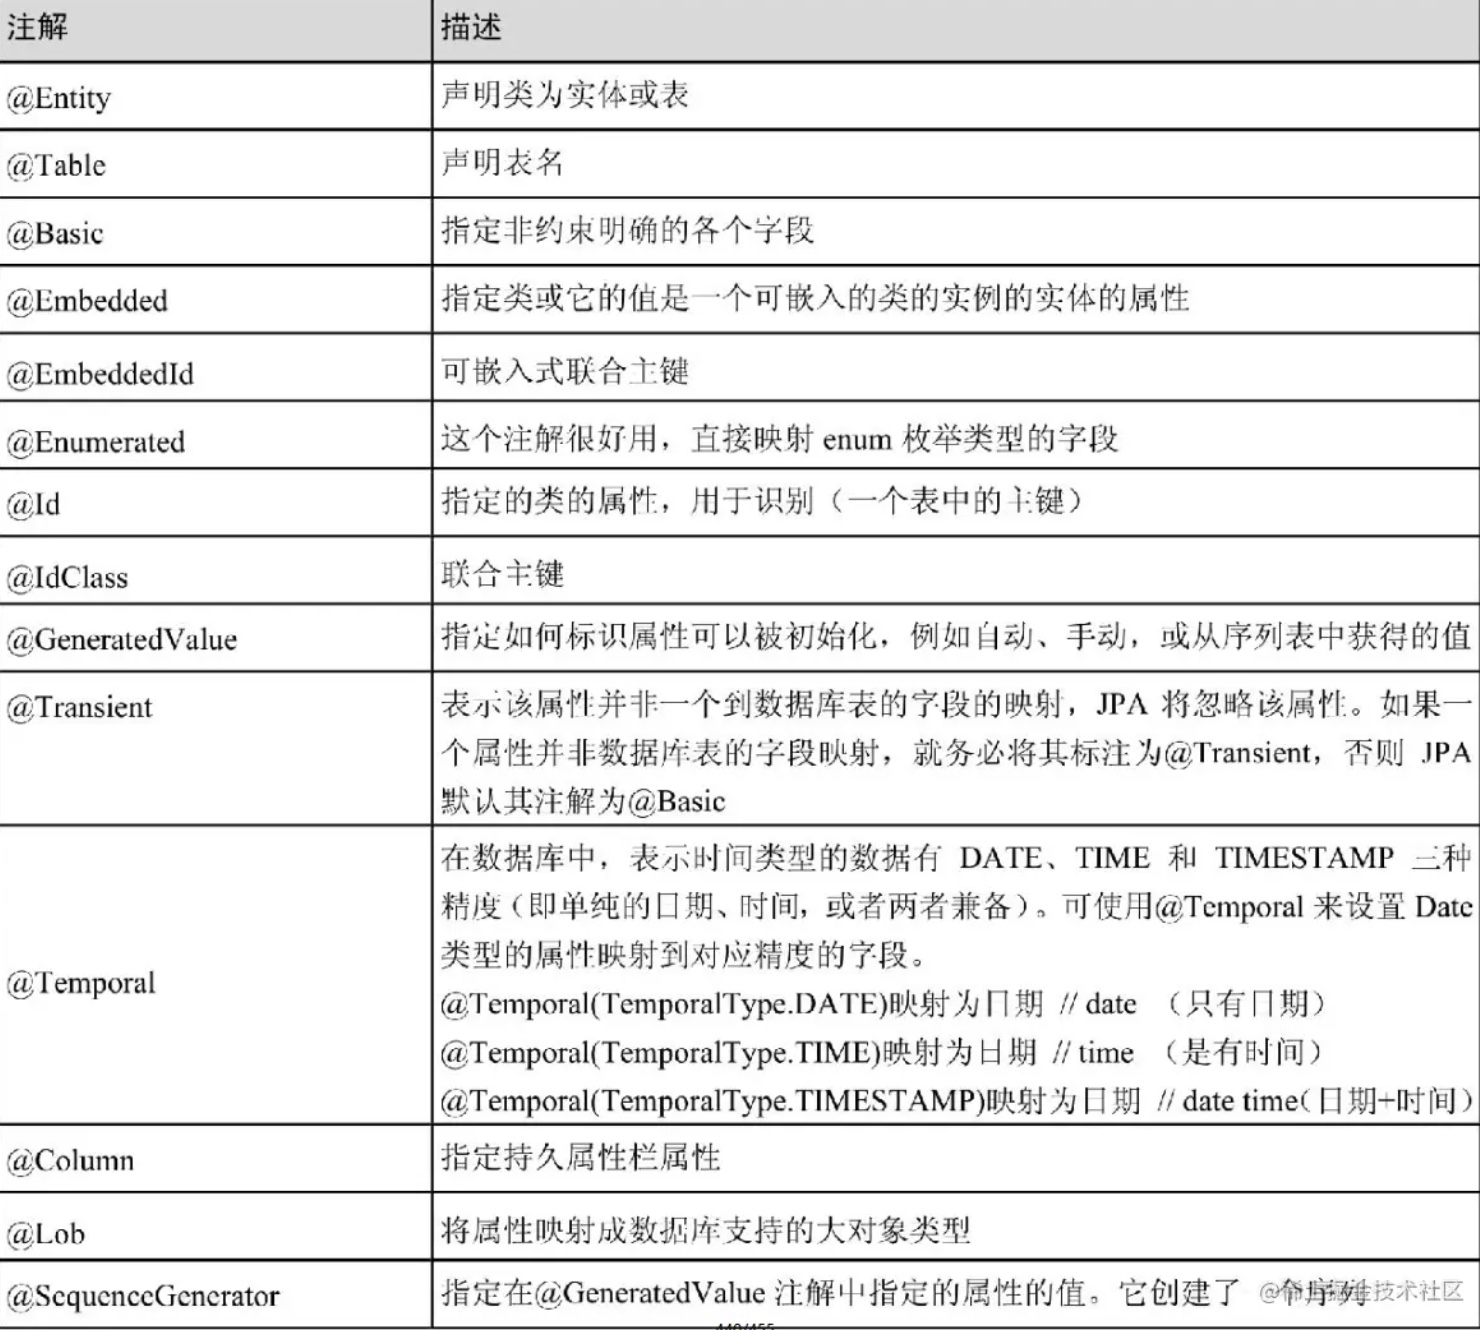 注解 描述
@Entity 声明类为实体或表
@Table 声明表名
@Basic 指定非约束明确的各个字段
@Embedded 指定类或它的值是一个可嵌入的类的实例的实体的属性
@EmbeddedId 可嵌入式联合主键
@Enumerated 这个注解很好用，直接映射 enum 枚举类型的字段
@Id 指定的类的属性，用于识别（一个表中的主键）
@IdClass 联合主键
@GeneratedValue 指定如何标识属性可以被初始化，例如自动、手动，或从序列表中获得的值
@Transient 表示该属性并非一个到数据库表的字段的映射，JPA 将忽略该属性。如果一
个属性并非数据库表的字段映射，就务必将其标注为@Transient，否则 JPA
默认其注解为@Basic
在数据库中，表示时间类型的数据有 DATE、TIME 和 TIMESTAMP 三种
精度（即单纯的日期、时间，或者两者兼备）。可使用@Temporal 来设置 Date
类型的属性映射到对应精度的字段。
@Temporal
@Temporal(TemporalType.DATE)映射为日期 // date （只有日期）
@Temporal(TemporalType.TIME)映射为日期 // time （是有时间）
@Temporal(TemporalType.TIMESTAMP)映射为日期 // date time（日期+时间）
@Column 指定持久属性栏属性
@Lob 将属性映射成数据库支持的大对象类型
@SequenceGenerator 指定在@GeneratedValue 注解中指定的属性的值。它创建了一个序列
@稀土掘金技术社区
440/455